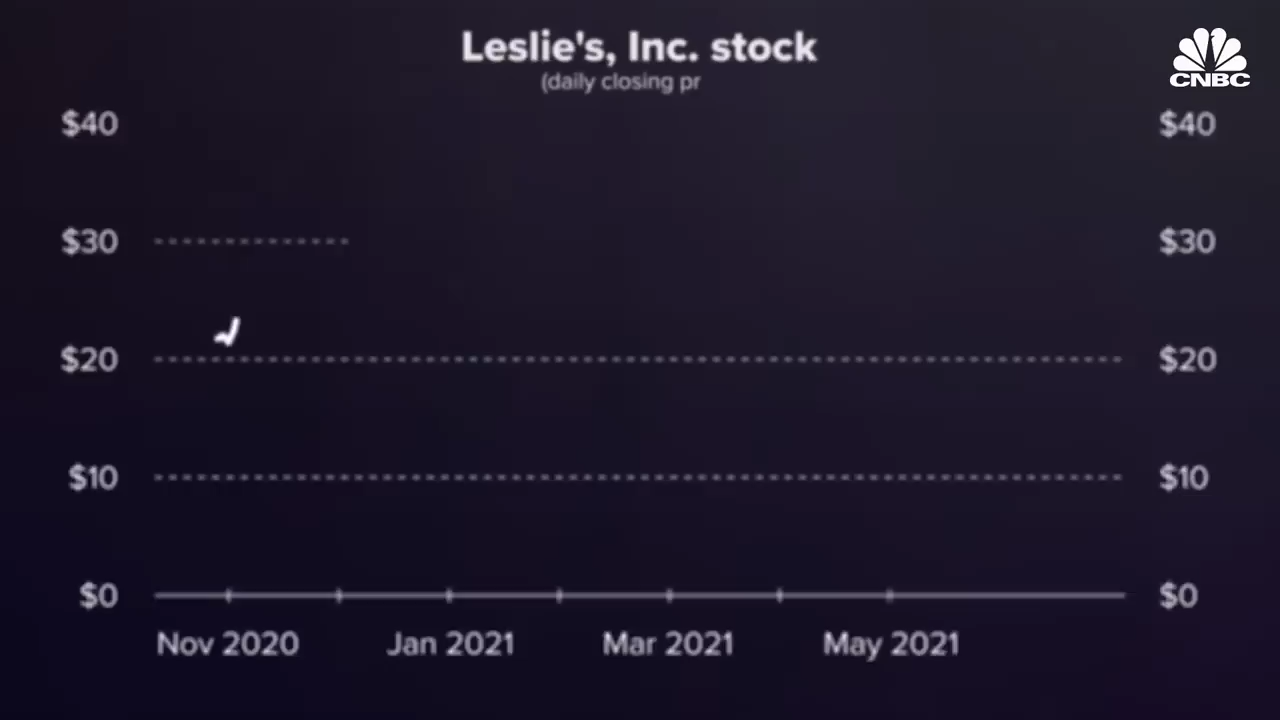 Leslie's, Inc. stock
(daily closing pr
CNBC
$40 $40
$30 $30
$20 $20
$10 $10
$0 $0
Nov 2020 Jan 2021 Mar 2021 May 2021